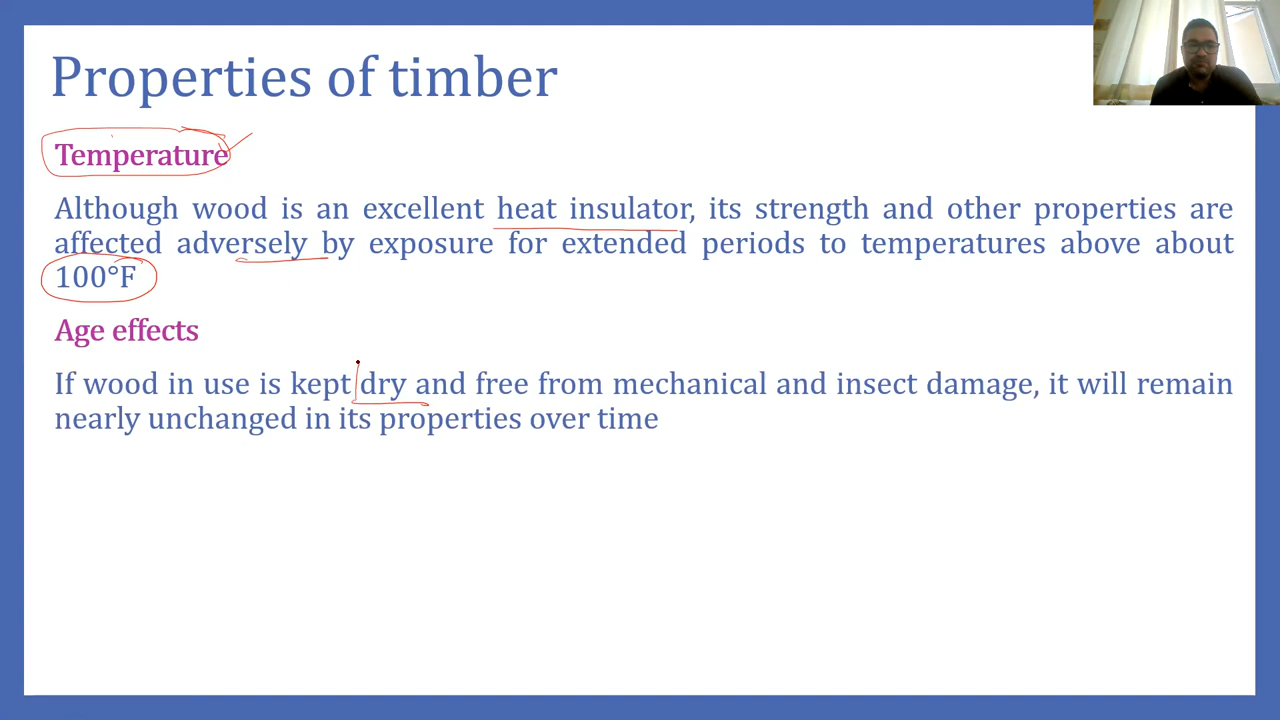 Properties of timber
Temperature
Although wood is an excellent heat insulator, its strength and other properties are
affected adversely by exposure for extended periods to temperatures above about
100°F
Age effects
If wood in use is kept dry and free from mechanical and insect damage, it will remain
nearly unchanged in its properties over time